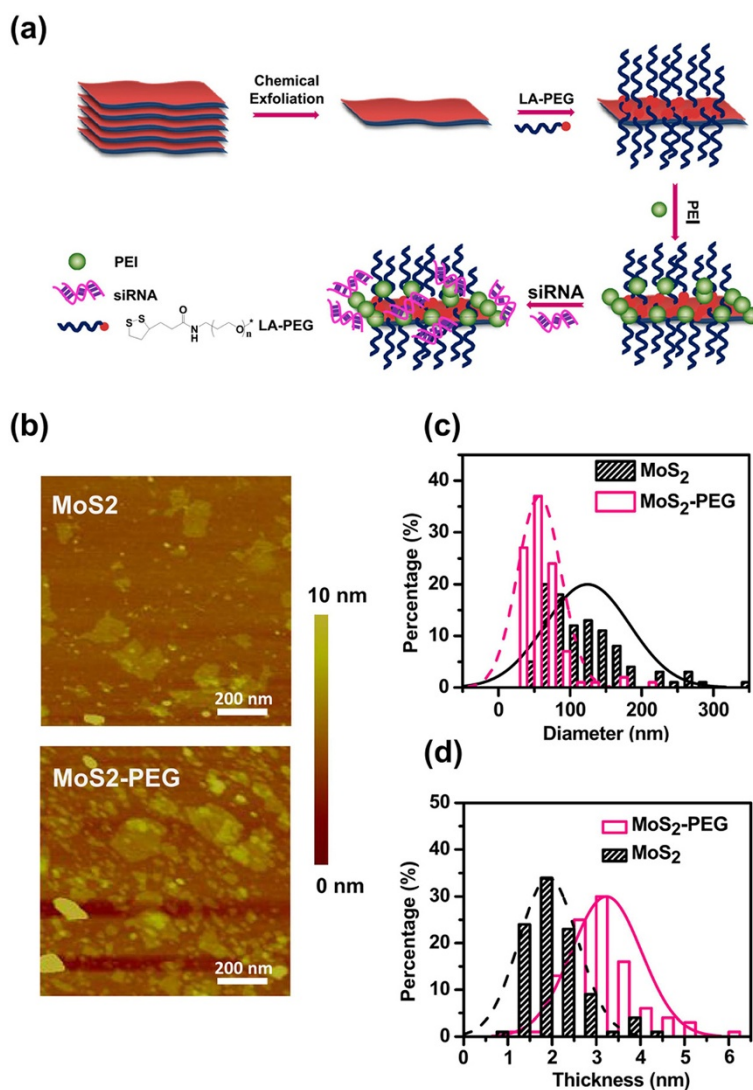 (a)
Chemical
Exfoliation
LA-PEG
PEI
PEI
siRNA
siRNA
S
S
O
N
H
O
n
*
LA-PEG
(b)
MoS2
200 nm
10 nm
0 nm
MoS2-PEG
200 nm
(c)
MoS₂
MoS₂-PEG
Percentage (%)
40
30
20
10
0
0
100
200
300
Diameter (nm)
(d)
MoS₂-PEG
MoS₂
Percentage (%)
50
40
30
20
10
0
0
1
2
3
4
5
6
Thickness (nm)